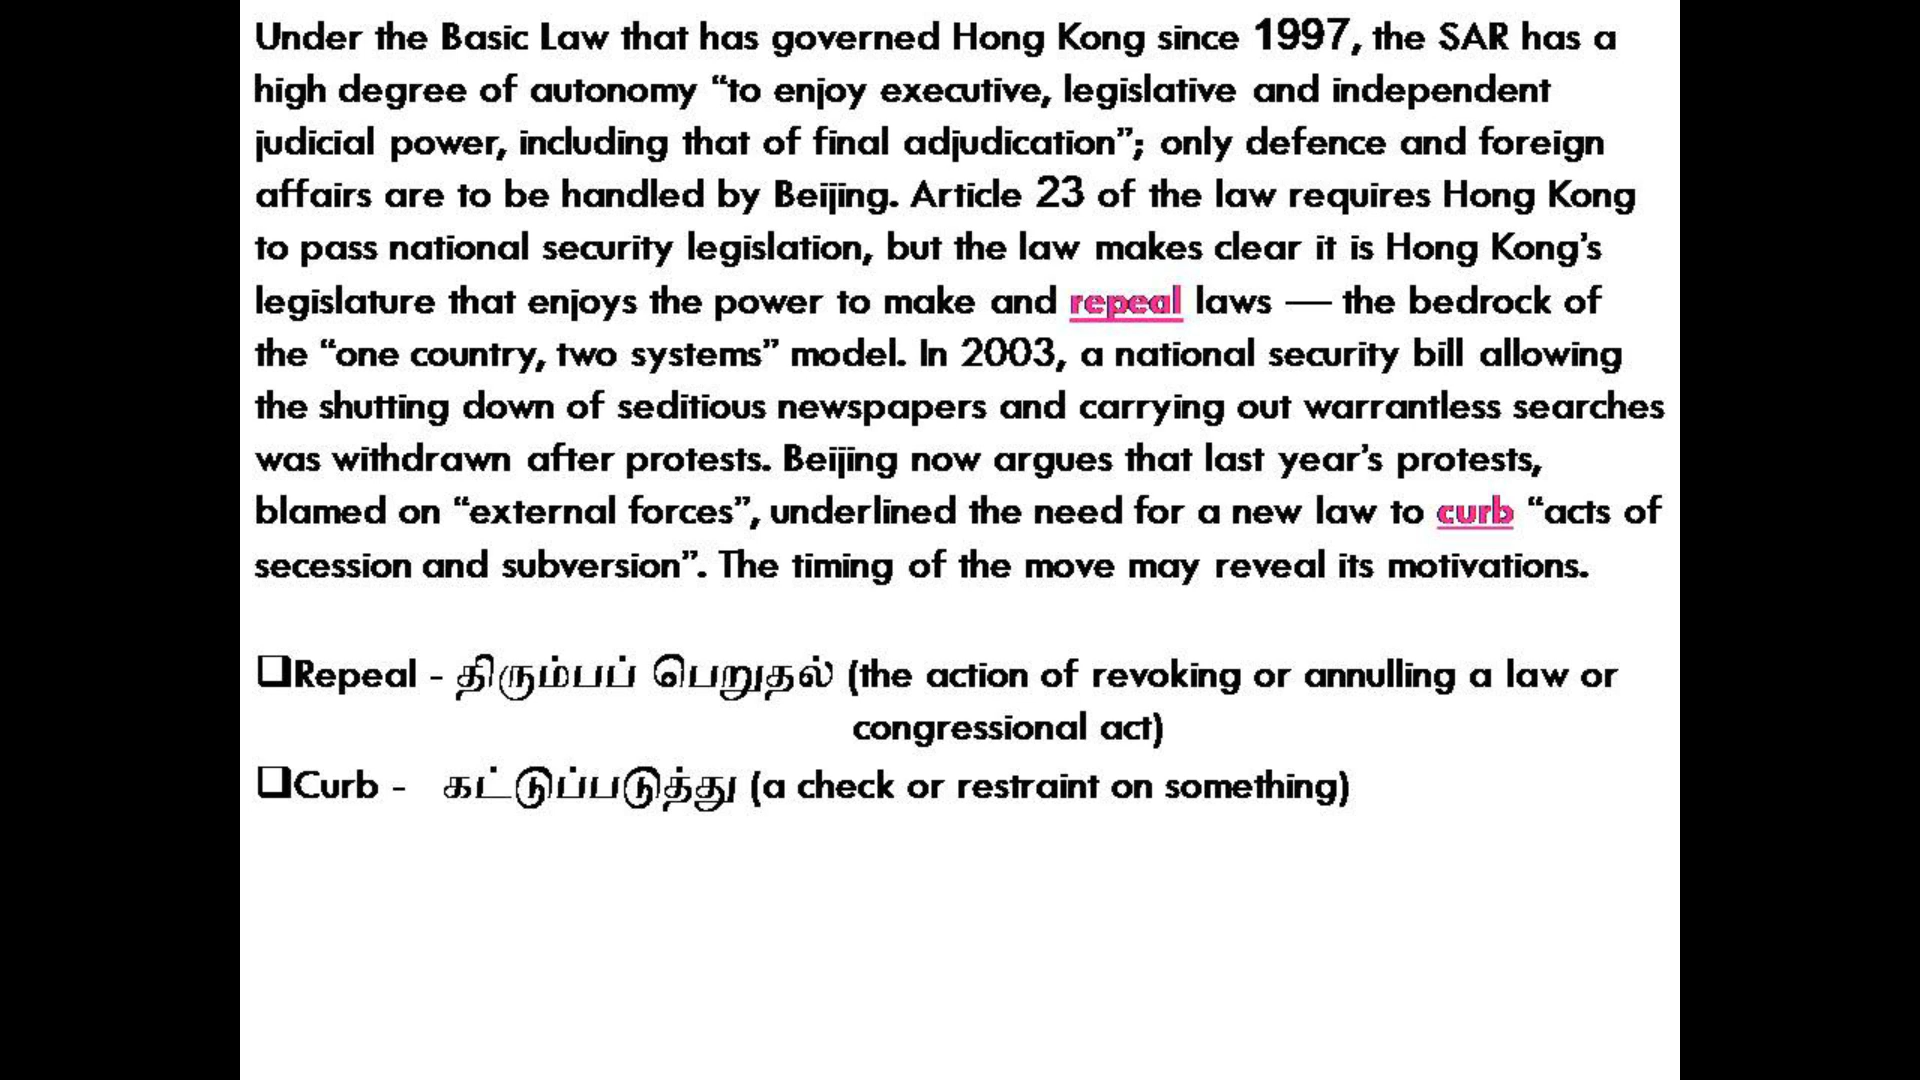 Under the Basic Law that has governed Hong Kong since 1997, the SAR has a
high degree of autonomy “to enjoy executive, legislative and independent
judicial power, including that of final adjudication”; only defence and foreign
affairs are to be handled by Beijing. Article 23 of the law requires Hong Kong
to pass national security legislation, but the law makes clear it is Hong Kong’s
legislature that enjoys the power to make and repeal laws — the bedrock of
the “one country, two systems” model. In 2003, a national security bill allowing
the shutting down of seditious newspapers and carrying out warrantless searches
was withdrawn after protests. Beijing now argues that last year’s protests,
blamed on “external forces”, underlined the need for a new law to curb “acts of
secession and subversion”. The timing of the move may reveal its motivations.
❑Repeal - திரும்பப் பெறுதல் (the action of revoking or annulling a law or
congressional act)
❑Curb - கட்டுப்படுத்து (a check or restraint on something)